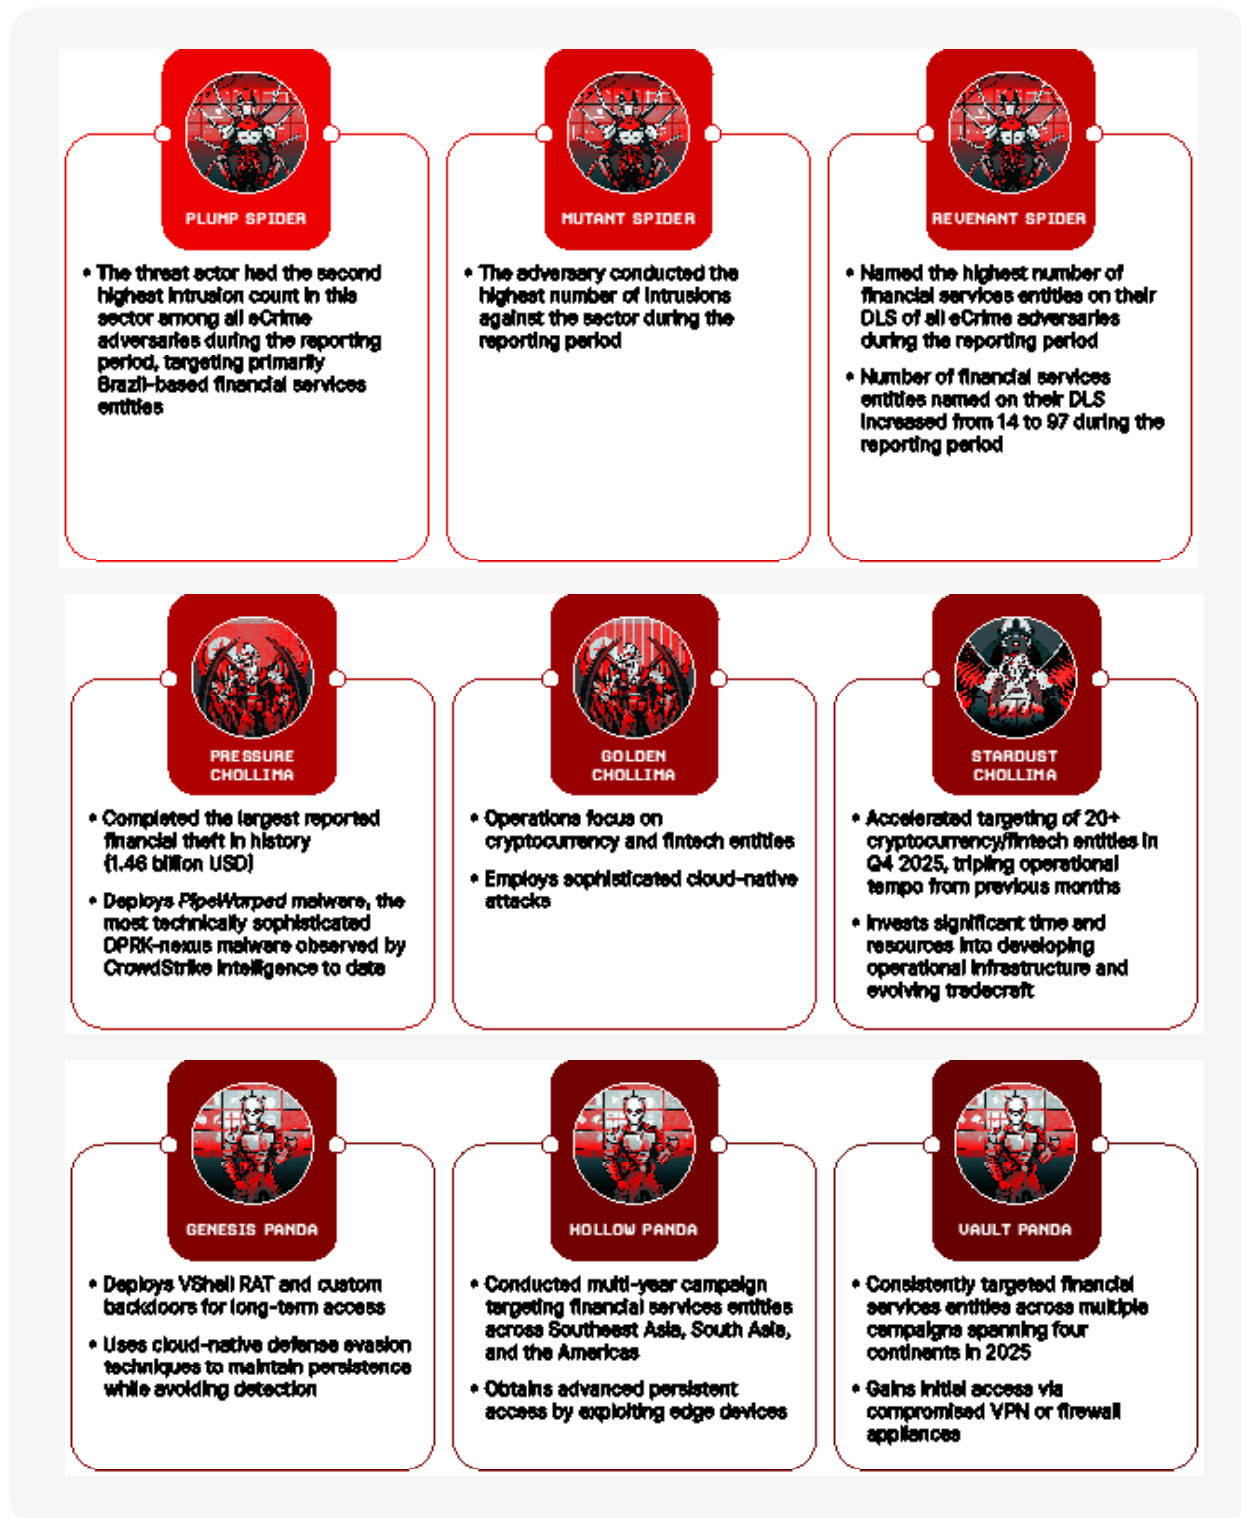 PLUMP SPIDER
• The threat actor had the second
highest intrusion count in this
sector among all eCrime
adversaries during the reporting
period, targeting primarily
Brazil-based financial services
entities
MUTANT SPIDER
• The adversary conducted the
highest number of intrusions
against the sector during the
reporting period
REVENANT SPIDER
• Named the highest number of
financial services entities on their
DLS of all eCrime adversaries
during the reporting period
• Number of financial services
entities named on their DLS
increased from 14 to 97 during the
reporting period
PRESSURE
CHOLLIMA
• Completed the largest reported
financial theft in history
(1.46 billion USD)
• Deploys PipeWarped malware, the
most technically sophisticated
DPRK-nexus malware observed by
CrowdStrike Intelligence to date
GOLDEN
CHOLLIMA
• Operations focus on
cryptocurrency and fintech entities
• Employs sophisticated cloud-native
attacks
STARDUST
CHOLLIMA
• Accelerated targeting of 20+
cryptocurrency/fintech entities in
Q4 2025, tripling operational
tempo from previous months
• Invests significant time and
resources into developing
operational infrastructure and
evolving tradecraft
GENESIS PANDA
• Deploys VShell RAT and custom
backdoors for long-term access
• Uses cloud-native defense evasion
techniques to maintain persistence
while avoiding detection
HOLLOW PANDA
• Conducted multi-year campaign
targeting financial services entities
across Southeast Asia, South Asia,
and the Americas
• Obtains advanced persistent
access by exploiting edge devices
VAULT PANDA
• Consistently targeted financial
services entities across multiple
campaigns spanning four
continents in 2025
• Gains initial access via
compromised VPN or firewall
appliances